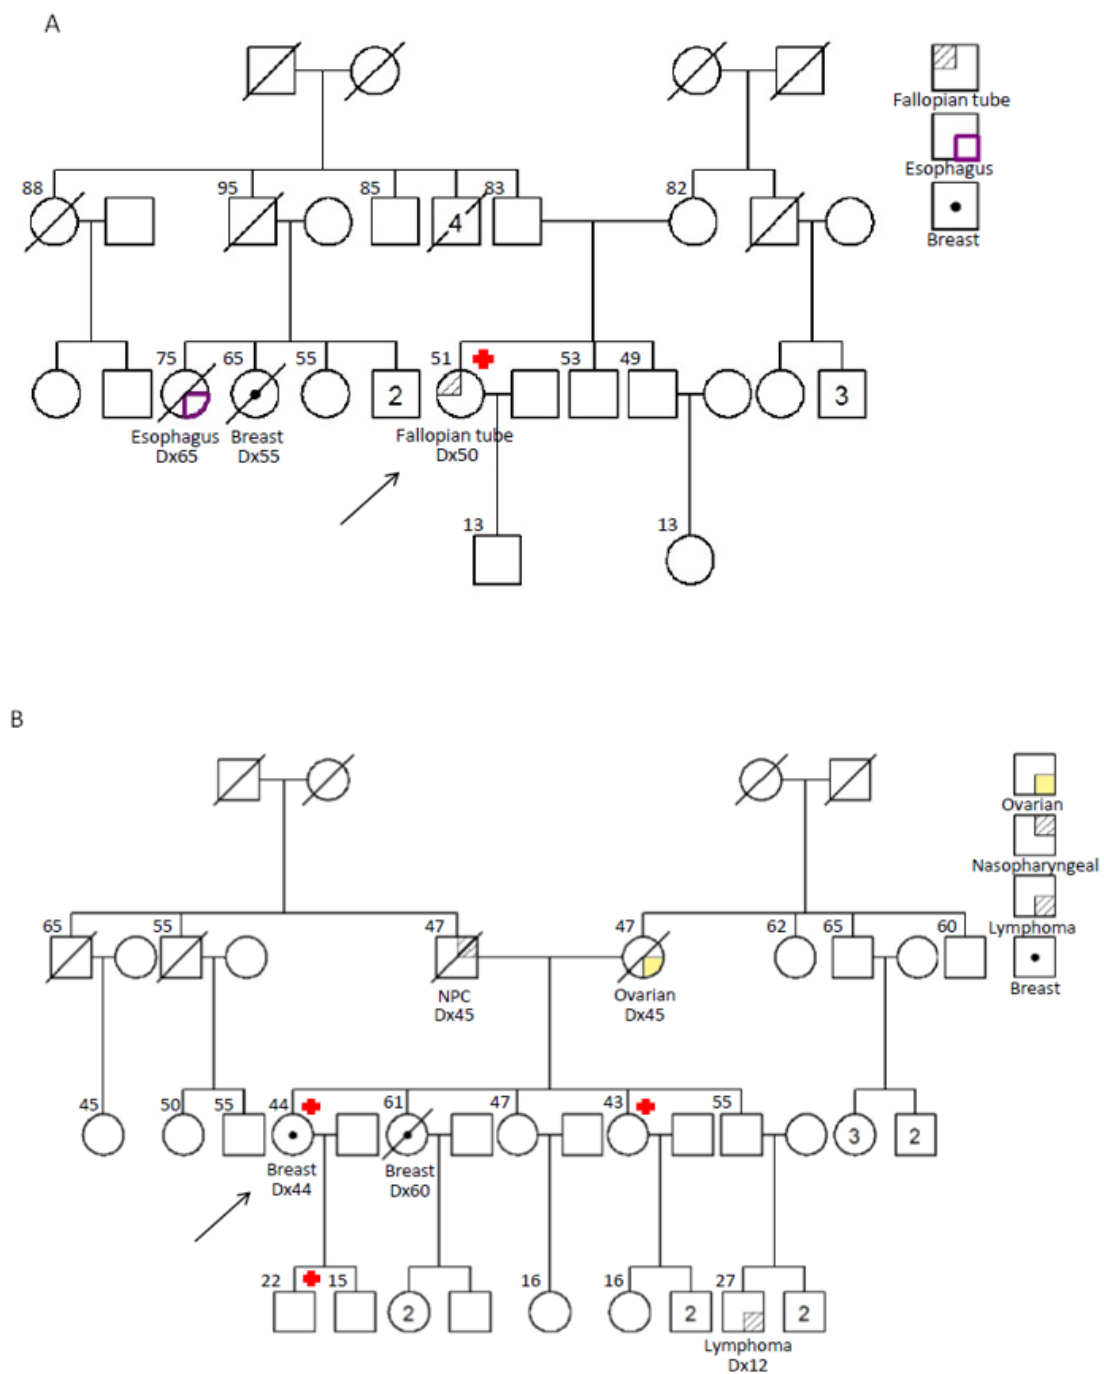 A
Fallopian tube
Esophagus
Breast
88 95 85 83 82
4
75 65 55 51 53 49
2 3
Esophagus Breast Fallopian tube
Dx65 Dx55 Dx50
13 13
B
Ovarian
Nasopharyngeal
Lymphoma
Breast
65 55 47 47 62 65 60
NPC Ovarian
Dx45 Dx45
45 50 55 44 61 47 43 55
3 2
Breast Breast
Dx44 Dx60
22 15 16 16 27
2 2 2
Lymphoma
Dx12